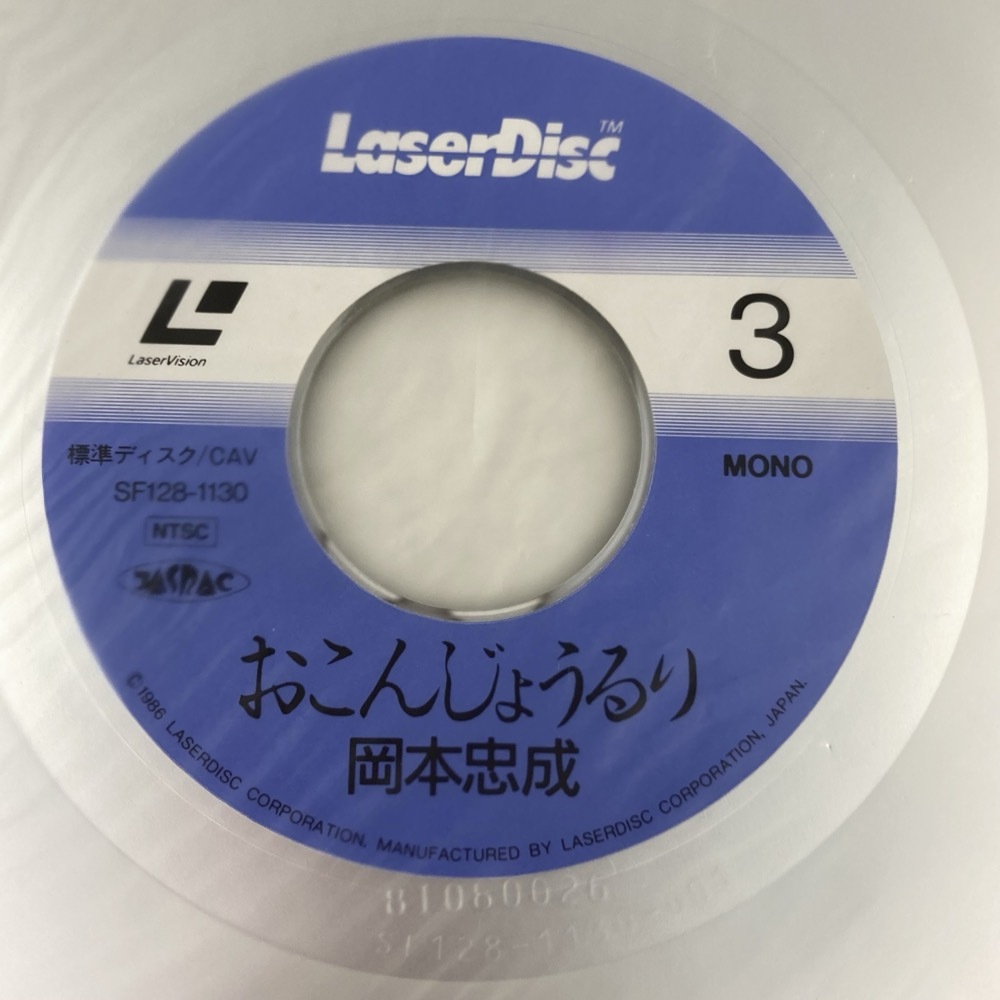 LaserDisc™
LaserVision
3
標準ディスク/CAV
SF128-1130
NTSC
JASRAC
MONO
おこんじょうるり
岡本忠成
©1986 LASERDISC CORPORATION. MANUFACTURED BY LASERDISC CORPORATION, JAPAN.